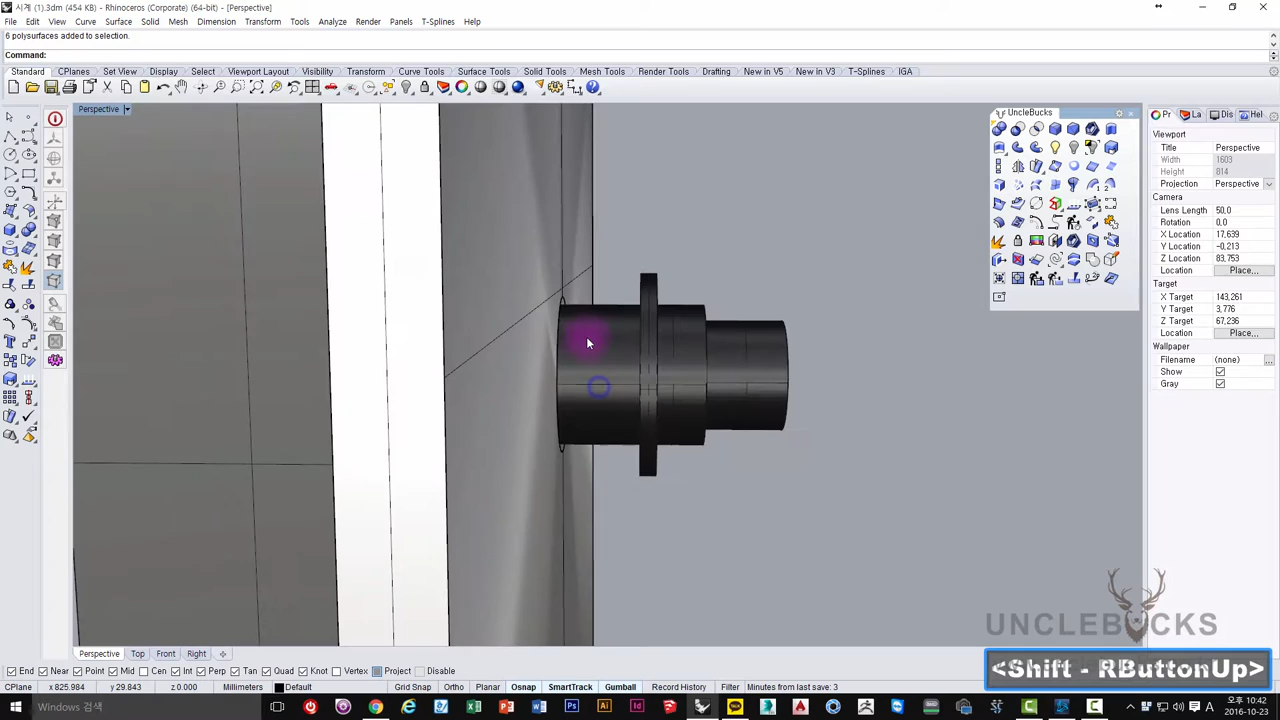 시계 (1).3dm (454 KB) - Rhinoceros (Corporate) (64-bit) - [Perspective]
File Edit View Curve Surface Solid Mesh Dimension Transform Tools Analyze Render Panels T-Splines Help
6 polysurfaces added to selection.
Command:
Standard CPlanes Set View Display Select Viewport Layout Visibility Transform Curve Tools Surface Tools Solid Tools Mesh Tools Render Tools Drafting New in V5 New in V3 T-Splines IGA
Perspective
UncleBucks
Pr La Dis Hel
Viewport
Title Perspective
Width 1603
Height 814
Projection Perspective
Camera
Lens Length 50,0
Rotation 0,0
X Location 17,639
Y Location -0,213
Z Location 83,753
Location Place...
Target
X Target 143,261
Y Target 3,776
Z Target 67,236
Location Place...
Wallpaper
Filename (none) ...
Show
Gray
UNCLEBUCKS
<Shift - RButtonUp>
Perspective Top Front Right
End Near Point Mid Cen Int Perp Tan Quad Knot Vertex Project Disable
CPlane x 825.984 y 29.843 z 0.000 Millimeters Default Grid Snap Ortho Planar Osnap SmartTrack Gumball Record History Filter Minutes from last save: 3
Windows 검색
A 오전 10:42
2016-10-23